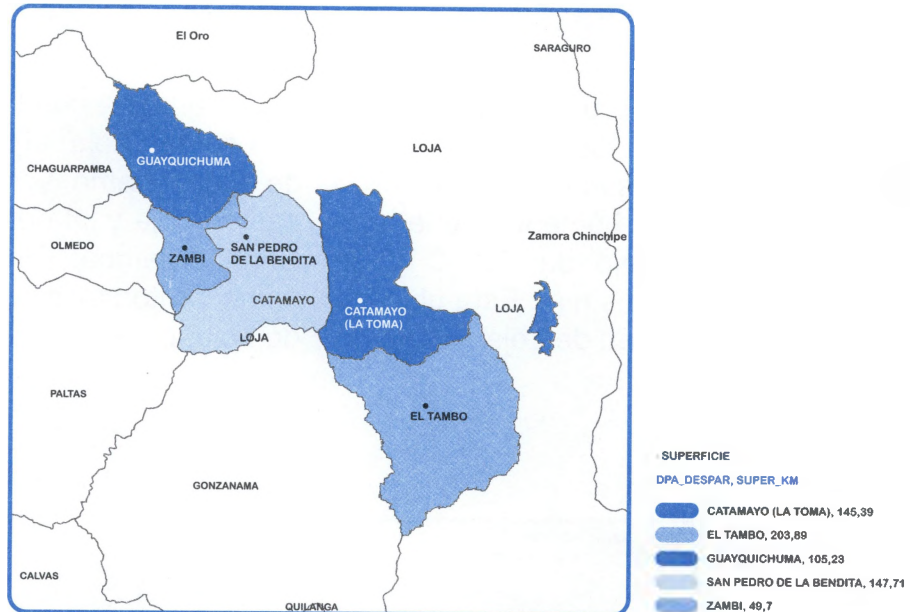 El Oro
SARAGURO
GUAYQUICHUMA
LOJA
CHAGUARPAMBA
Zamora Chinchipe
OLMEDO
SAN PEDRO
DE LA BENDITA
ZAMBI
CATAMAYO
CATAMAYO
(LA TOMA)
LOJA
LOJA
PALTAS
EL TAMBO
GONZANAMA
CALVAS
QUILANGA
SUPERFICIE
DPA_DESPAR, SUPER_KM
CATAMAYO (LA TOMA), 145,39
EL TAMBO, 203,89
GUAYQUICHUMA, 105,23
SAN PEDRO DE LA BENDITA, 147,71
ZAMBI, 49,7